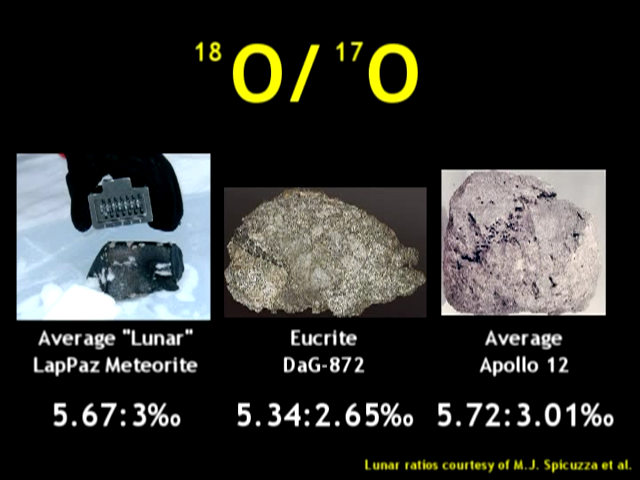 18O/ 17O
Average "Lunar"
LapPaz Meteorite
5.67:3‰
Eucrite
DaG-872
5.34:2.65‰
Average
Apollo 12
5.72:3.01‰
Lunar ratios courtesy of M.J. Spicuzza et al.